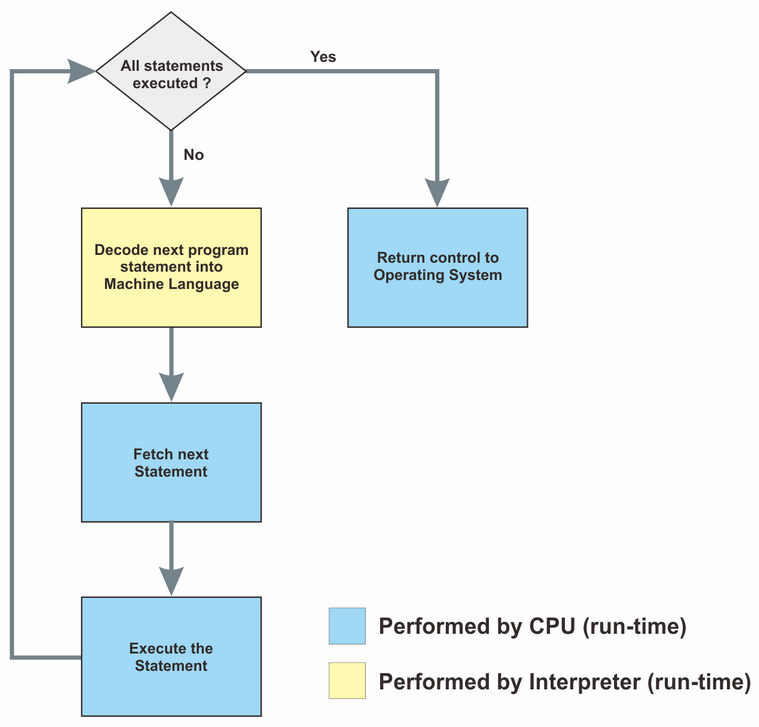 All statements
executed ?
Yes
No
Decode next program
statement into
Machine Language
Return control to
Operating System
Fetch next
Statement
Execute the
Statement
Performed by CPU (run-time)
Performed by Interpreter (run-time)